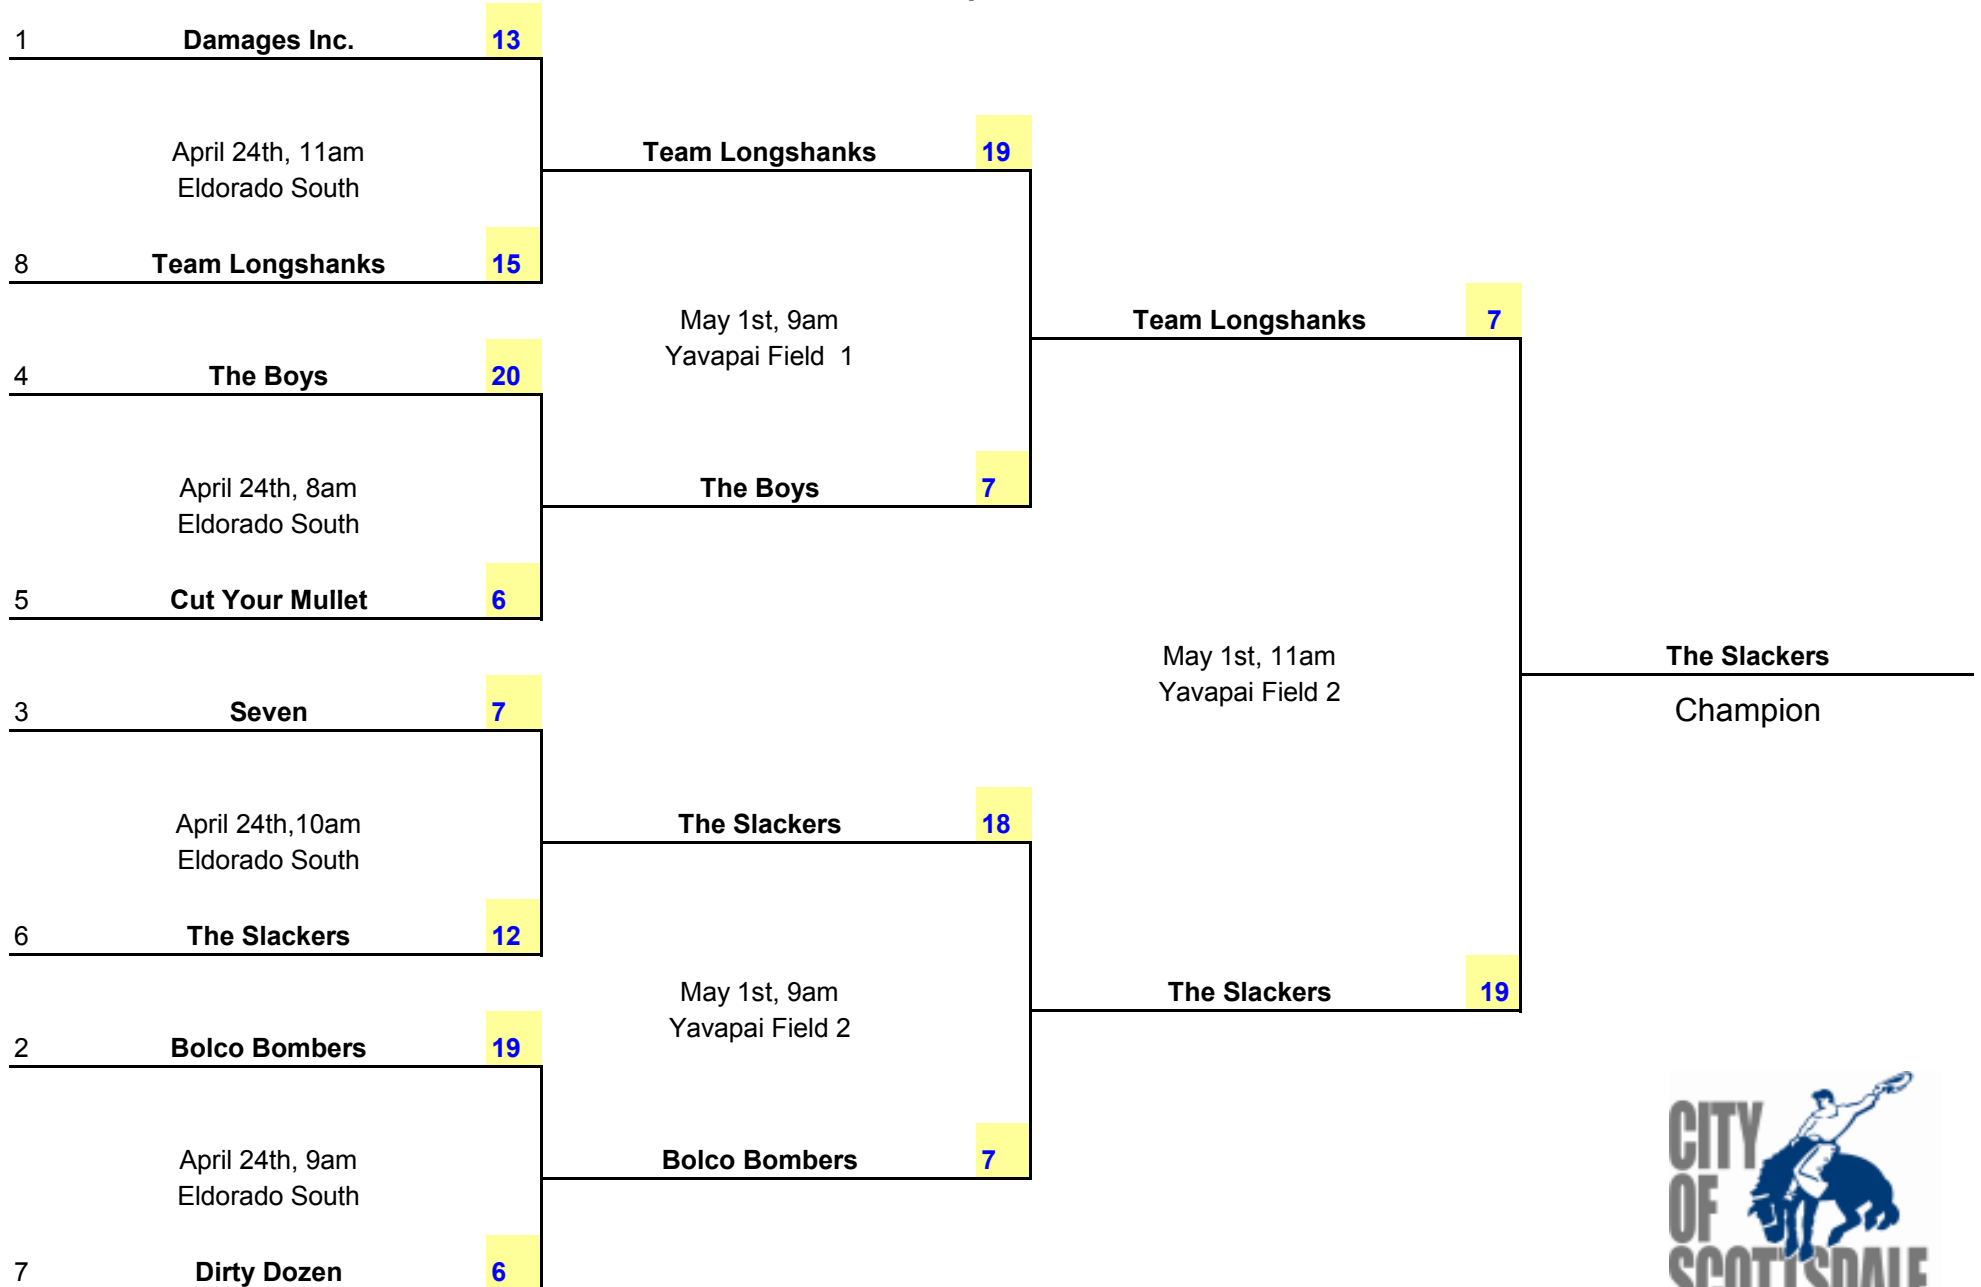 1 Damages Inc. 13
April 24th, 11am
Eldorado South
8 Team Longshanks 15
4 The Boys 20
April 24th, 8am
Eldorado South
5 Cut Your Mullet 6
3 Seven 7
April 24th,10am
Eldorado South
6 The Slackers 12
2 Bolco Bombers 19
April 24th, 9am
Eldorado South
7 Dirty Dozen 6
Team Longshanks 19
May 1st, 9am
Yavapai Field 1
The Boys 7
The Slackers 18
May 1st, 9am
Yavapai Field 2
Bolco Bombers 7
Team Longshanks 7
May 1st, 11am
Yavapai Field 2
The Slackers 19
The Slackers
Champion
CITY
OF
SCOTTSDALE